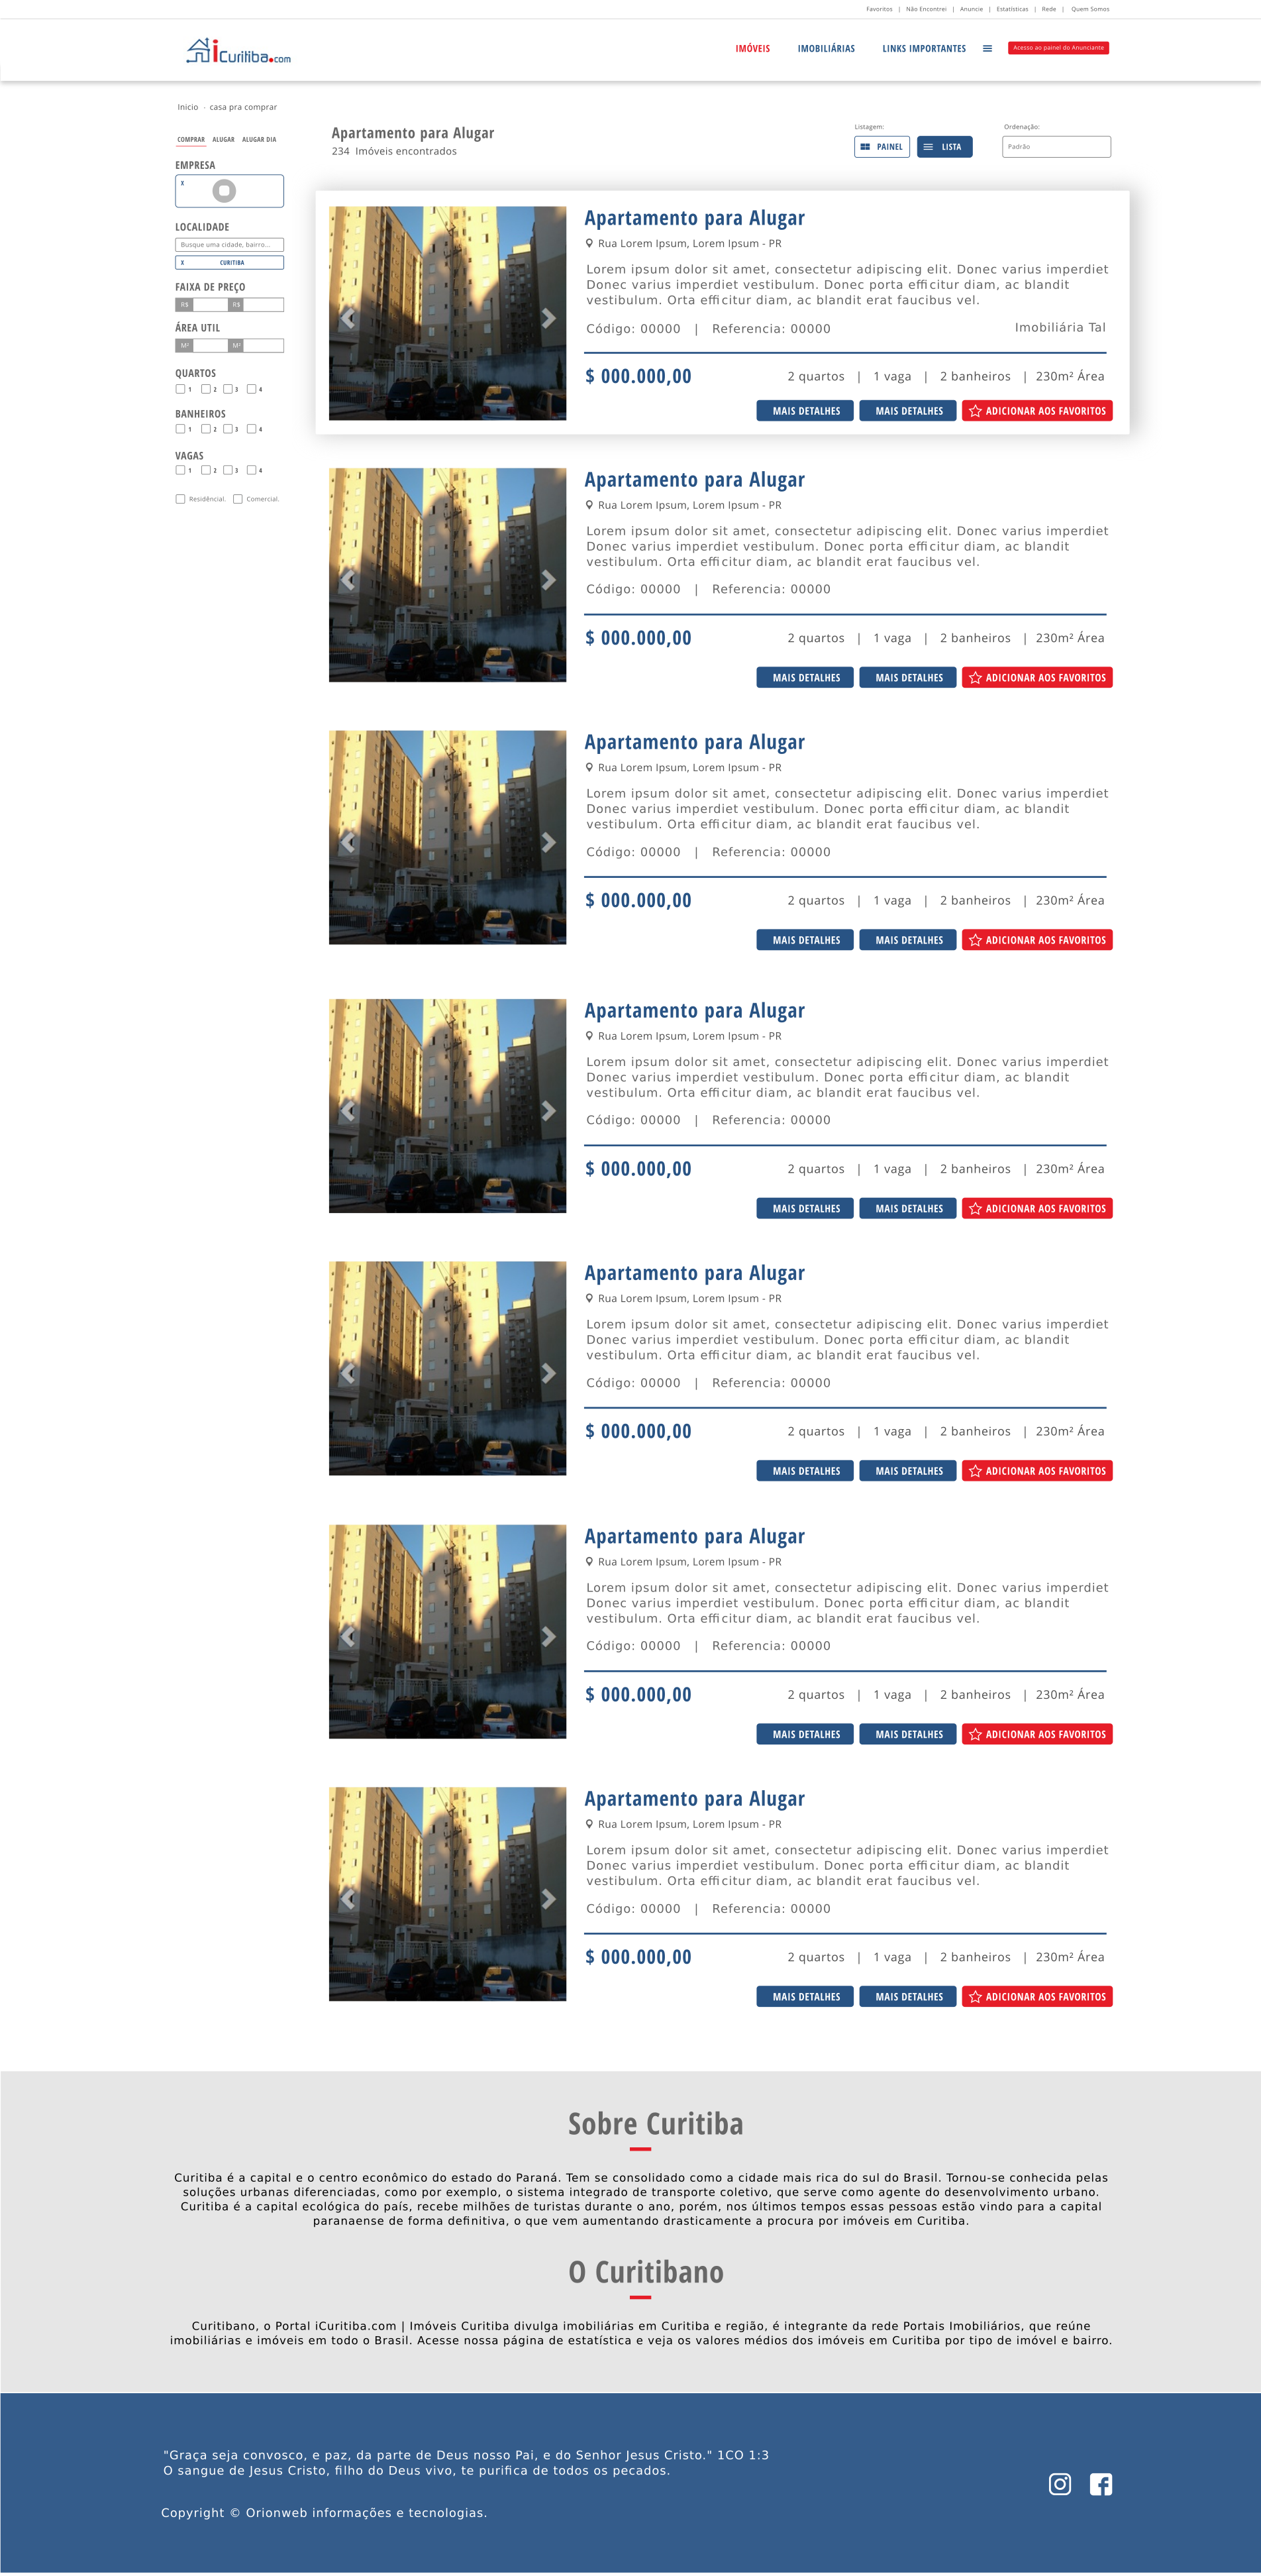 Favoritos | Não Encontrei | Anuncie | Estatísticas | Rede | Quem Somos
iCuritiba.com
IMÓVEIS IMOBILIÁRIAS LINKS IMPORTANTES Acesso ao painel do Anunciante
Inicio - casa pra comprar
COMPRAR ALUGAR ALUGAR DIA
EMPRESA
X
LOCALIDADE
Busque uma cidade, bairro...
X CURITIBA
FAIXA DE PREÇO
R$ R$
ÁREA UTIL
M² M²
QUARTOS
1 2 3 4
BANHEIROS
1 2 3 4
VAGAS
1 2 3 4
Residêncial. Comercial.
Apartamento para Alugar
234 Imóveis encontrados
Listagem:
PAINEL LISTA
Ordenação:
Padrão
Apartamento para Alugar
Rua Lorem Ipsum, Lorem Ipsum - PR
Lorem ipsum dolor sit amet, consectetur adipiscing elit. Donec varius imperdiet
Donec varius imperdiet vestibulum. Donec porta efficitur diam, ac blandit
vestibulum. Orta efficitur diam, ac blandit erat faucibus vel.
Código: 00000 | Referencia: 00000 Imobiliária Tal
$ 000.000,00 2 quartos | 1 vaga | 2 banheiros | 230m² Área
MAIS DETALHES MAIS DETALHES ADICIONAR AOS FAVORITOS
Apartamento para Alugar
Rua Lorem Ipsum, Lorem Ipsum - PR
Lorem ipsum dolor sit amet, consectetur adipiscing elit. Donec varius imperdiet
Donec varius imperdiet vestibulum. Donec porta efficitur diam, ac blandit
vestibulum. Orta efficitur diam, ac blandit erat faucibus vel.
Código: 00000 | Referencia: 00000
$ 000.000,00 2 quartos | 1 vaga | 2 banheiros | 230m² Área
MAIS DETALHES MAIS DETALHES ADICIONAR AOS FAVORITOS
Apartamento para Alugar
Rua Lorem Ipsum, Lorem Ipsum - PR
Lorem ipsum dolor sit amet, consectetur adipiscing elit. Donec varius imperdiet
Donec varius imperdiet vestibulum. Donec porta efficitur diam, ac blandit
vestibulum. Orta efficitur diam, ac blandit erat faucibus vel.
Código: 00000 | Referencia: 00000
$ 000.000,00 2 quartos | 1 vaga | 2 banheiros | 230m² Área
MAIS DETALHES MAIS DETALHES ADICIONAR AOS FAVORITOS
Apartamento para Alugar
Rua Lorem Ipsum, Lorem Ipsum - PR
Lorem ipsum dolor sit amet, consectetur adipiscing elit. Donec varius imperdiet
Donec varius imperdiet vestibulum. Donec porta efficitur diam, ac blandit
vestibulum. Orta efficitur diam, ac blandit erat faucibus vel.
Código: 00000 | Referencia: 00000
$ 000.000,00 2 quartos | 1 vaga | 2 banheiros | 230m² Área
MAIS DETALHES MAIS DETALHES ADICIONAR AOS FAVORITOS
Apartamento para Alugar
Rua Lorem Ipsum, Lorem Ipsum - PR
Lorem ipsum dolor sit amet, consectetur adipiscing elit. Donec varius imperdiet
Donec varius imperdiet vestibulum. Donec porta efficitur diam, ac blandit
vestibulum. Orta efficitur diam, ac blandit erat faucibus vel.
Código: 00000 | Referencia: 00000
$ 000.000,00 2 quartos | 1 vaga | 2 banheiros | 230m² Área
MAIS DETALHES MAIS DETALHES ADICIONAR AOS FAVORITOS
Apartamento para Alugar
Rua Lorem Ipsum, Lorem Ipsum - PR
Lorem ipsum dolor sit amet, consectetur adipiscing elit. Donec varius imperdiet
Donec varius imperdiet vestibulum. Donec porta efficitur diam, ac blandit
vestibulum. Orta efficitur diam, ac blandit erat faucibus vel.
Código: 00000 | Referencia: 00000
$ 000.000,00 2 quartos | 1 vaga | 2 banheiros | 230m² Área
MAIS DETALHES MAIS DETALHES ADICIONAR AOS FAVORITOS
Apartamento para Alugar
Rua Lorem Ipsum, Lorem Ipsum - PR
Lorem ipsum dolor sit amet, consectetur adipiscing elit. Donec varius imperdiet
Donec varius imperdiet vestibulum. Donec porta efficitur diam, ac blandit
vestibulum. Orta efficitur diam, ac blandit erat faucibus vel.
Código: 00000 | Referencia: 00000
$ 000.000,00 2 quartos | 1 vaga | 2 banheiros | 230m² Área
MAIS DETALHES MAIS DETALHES ADICIONAR AOS FAVORITOS
Sobre Curitiba
Curitiba é a capital e o centro econômico do estado do Paraná. Tem se consolidado como a cidade mais rica do sul do Brasil. Tornou-se conhecida pelas
soluções urbanas diferenciadas, como por exemplo, o sistema integrado de transporte coletivo, que serve como agente do desenvolvimento urbano.
Curitiba é a capital ecológica do país, recebe milhões de turistas durante o ano, porém, nos últimos tempos essas pessoas estão vindo para a capital
paranaense de forma definitiva, o que vem aumentando drasticamente a procura por imóveis em Curitiba.
O Curitibano
Curitibano, o Portal iCuritiba.com | Imóveis Curitiba divulga imobiliárias em Curitiba e região, é integrante da rede Portais Imobiliários, que reúne
imobiliárias e imóveis em todo o Brasil. Acesse nossa página de estatística e veja os valores médios dos imóveis em Curitiba por tipo de imóvel e bairro.
"Graça seja convosco, e paz, da parte de Deus nosso Pai, e do Senhor Jesus Cristo." 1CO 1:3
O sangue de Jesus Cristo, filho do Deus vivo, te purifica de todos os pecados.
Copyright © Orionweb informações e tecnologias.